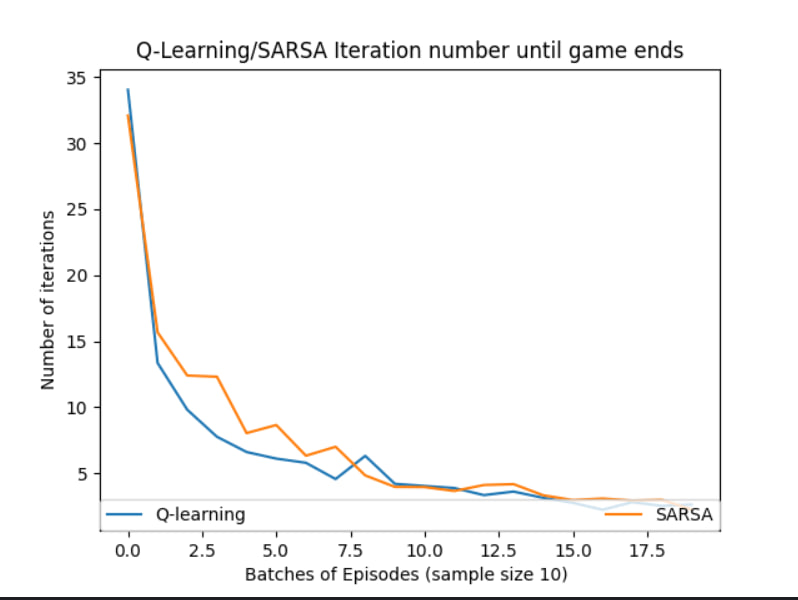 Q-Learning/SARSA Iteration number until game ends
35
30
25
20
15
10
5
Number of iterations
Q-learning SARSA
0.0 2.5 5.0 7.5 10.0 12.5 15.0 17.5
Batches of Episodes (sample size 10)